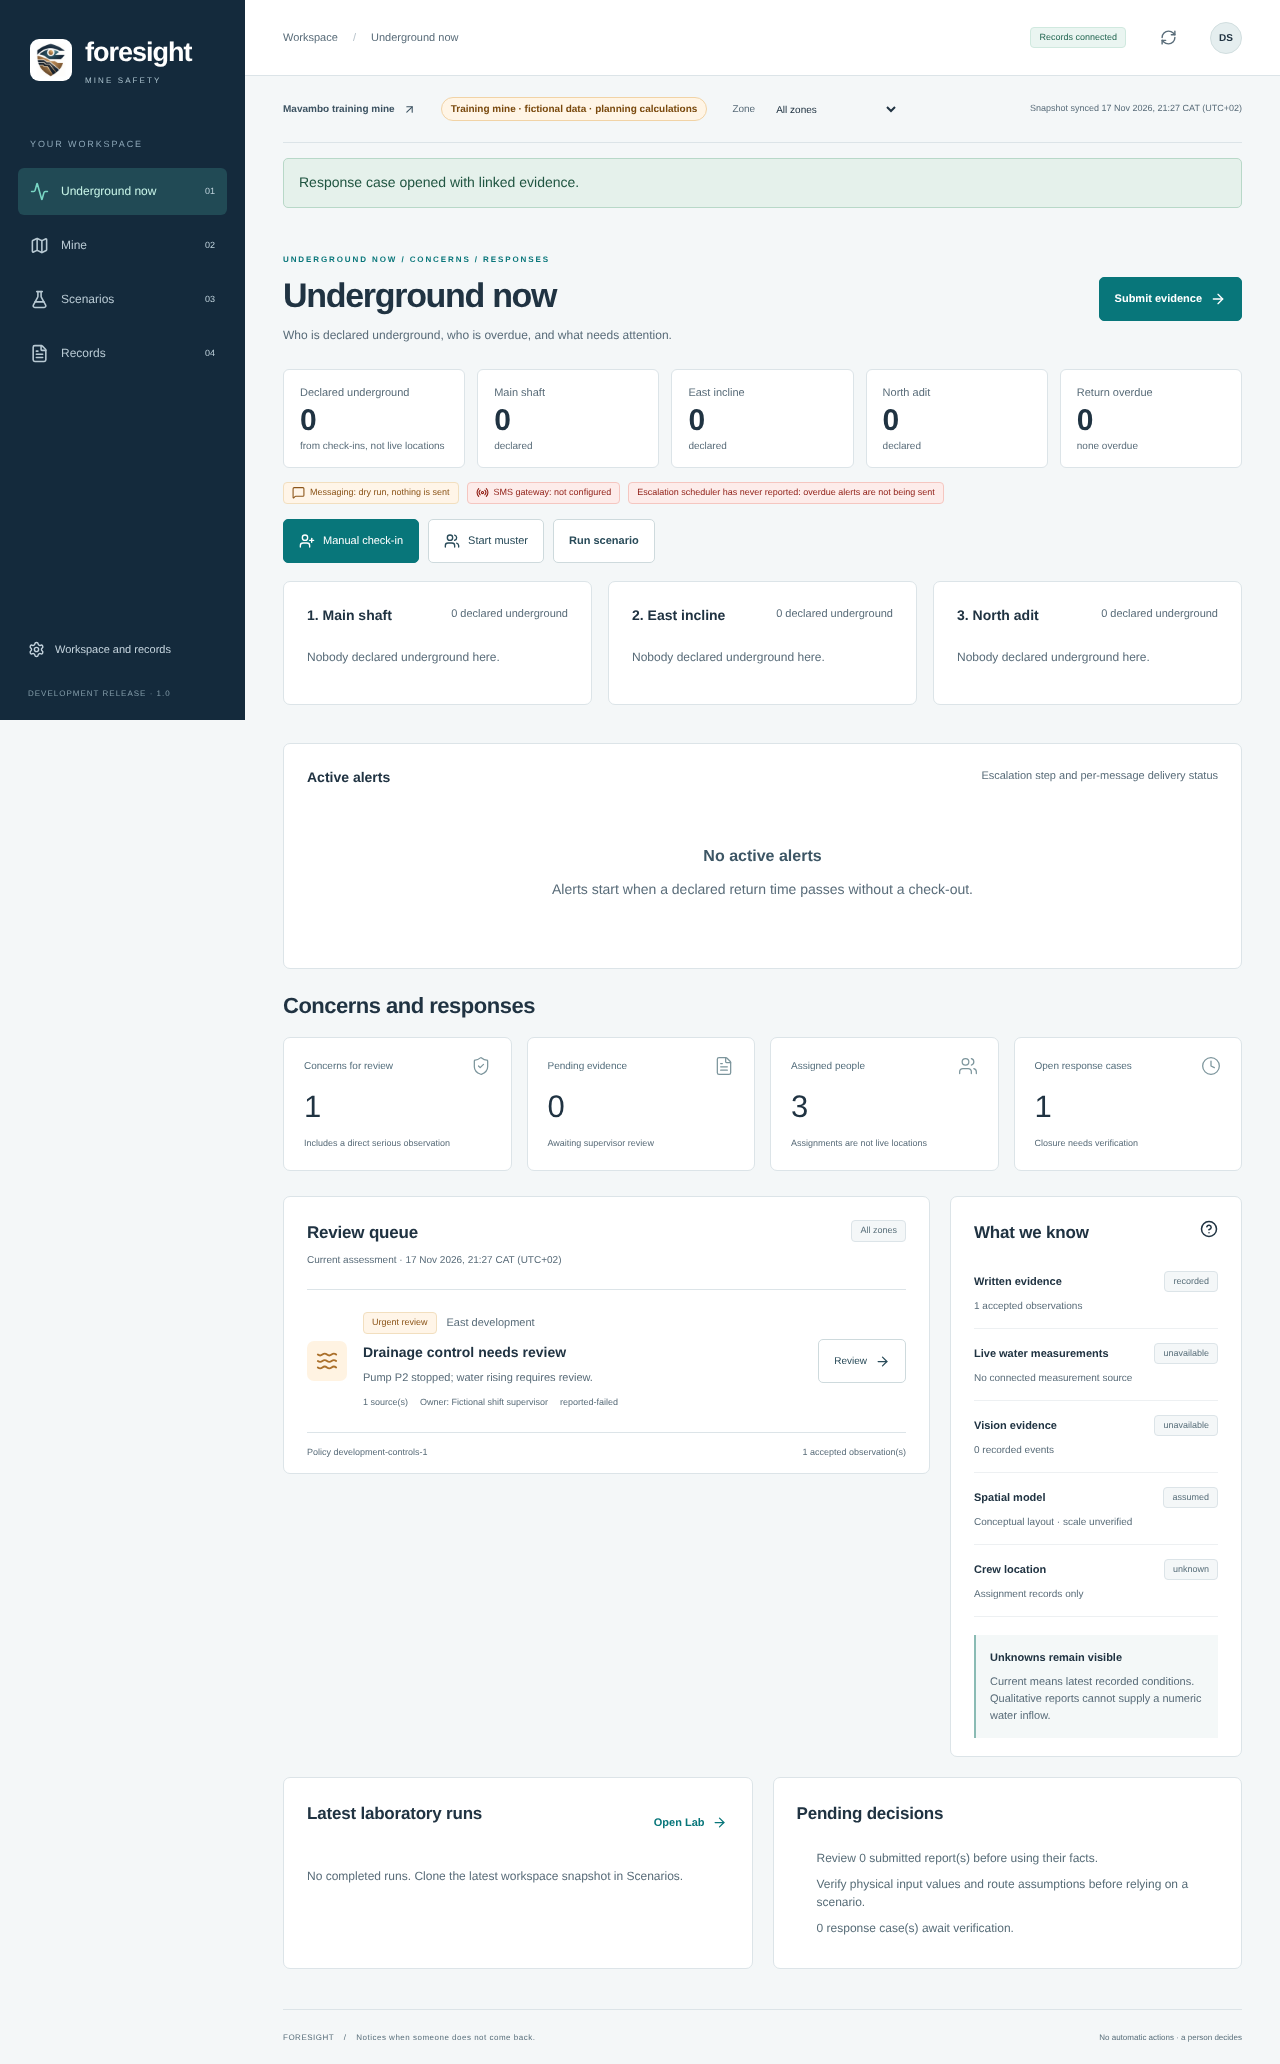 foresight
MINE SAFETY
YOUR WORKSPACE
Underground now 01
Mine 02
Scenarios 03
Records 04
Workspace and records
DEVELOPMENT RELEASE · 1.0
Workspace / Underground now
Records connected
DS
Mavambo training mine
Training mine · fictional data · planning calculations
Zone
All zones
Snapshot synced 17 Nov 2026, 21:27 CAT (UTC+02)
Response case opened with linked evidence.
UNDERGROUND NOW / CONCERNS / RESPONSES
Underground now
Who is declared underground, who is overdue, and what needs attention.
Submit evidence
Declared underground
0
from check-ins, not live locations
Main shaft
0
declared
East incline
0
declared
North adit
0
declared
Return overdue
0
none overdue
Messaging: dry run, nothing is sent
SMS gateway: not configured
Escalation scheduler has never reported: overdue alerts are not being sent
Manual check-in
Start muster
Run scenario
1. Main shaft
0 declared underground
Nobody declared underground here.
2. East incline
0 declared underground
Nobody declared underground here.
3. North adit
0 declared underground
Nobody declared underground here.
Active alerts
Escalation step and per-message delivery status
No active alerts
Alerts start when a declared return time passes without a check-out.
Concerns and responses
Concerns for review
1
Includes a direct serious observation
Pending evidence
0
Awaiting supervisor review
Assigned people
3
Assignments are not live locations
Open response cases
1
Closure needs verification
Review queue
All zones
Current assessment · 17 Nov 2026, 21:27 CAT (UTC+02)
Urgent review
East development
Drainage control needs review
Pump P2 stopped; water rising requires review.
1 source(s) Owner: Fictional shift supervisor reported-failed
Review
Policy development-controls-1
1 accepted observation(s)
What we know
Written evidence
recorded
1 accepted observations
Live water measurements
unavailable
No connected measurement source
Vision evidence
unavailable
0 recorded events
Spatial model
assumed
Conceptual layout · scale unverified
Crew location
unknown
Assignment records only
Unknowns remain visible
Current means latest recorded conditions.
Qualitative reports cannot supply a numeric
water inflow.
Latest laboratory runs
Open Lab
No completed runs. Clone the latest workspace snapshot in Scenarios.
Pending decisions
Review 0 submitted report(s) before using their facts.
Verify physical input values and route assumptions before relying on a
scenario.
0 response case(s) await verification.
FORESIGHT / Notices when someone does not come back.
No automatic actions · a person decides